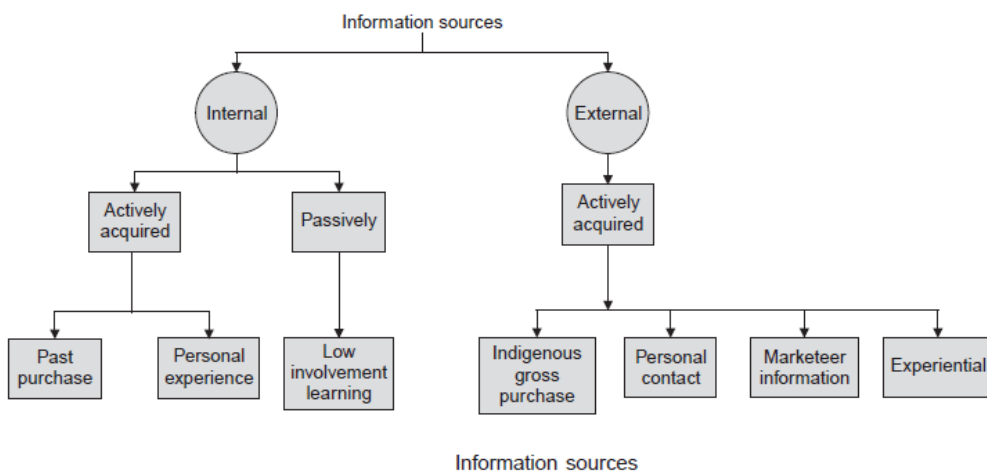 Information sources
Internal
External
Actively
acquired
Passively
Actively
acquired
Past
purchase
Personal
experience
Low
involvement
learning
Indigenous
gross
purchase
Personal
contact
Marketeer
information
Experiential
Information sources